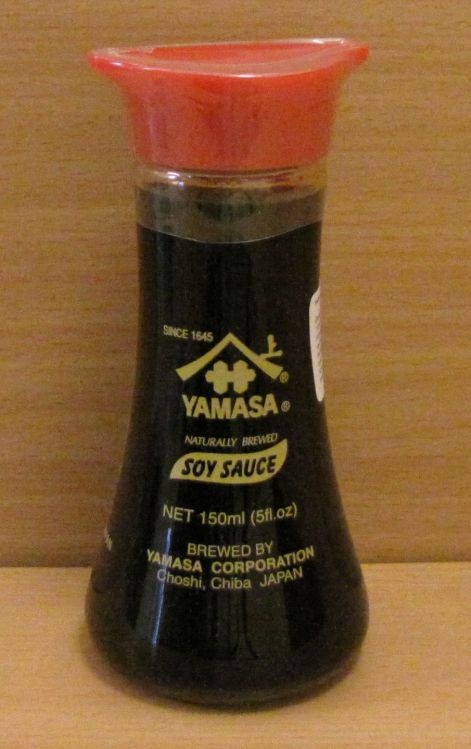 SINCE 1645
YAMASA ®
NATURALLY BREWED
SOY SAUCE
NET 150ml (5fl.oz)
BREWED BY
YAMASA CORPORATION
Choshi, Chiba JAPAN